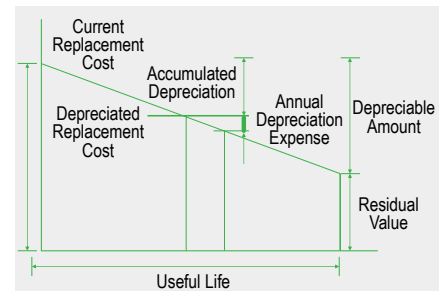 Current
Replacement
Cost
Accumulated
Depreciation
Depreciated
Replacement
Cost
Annual
Depreciation
Expense
Depreciable
Amount
Residual
Value
Useful Life